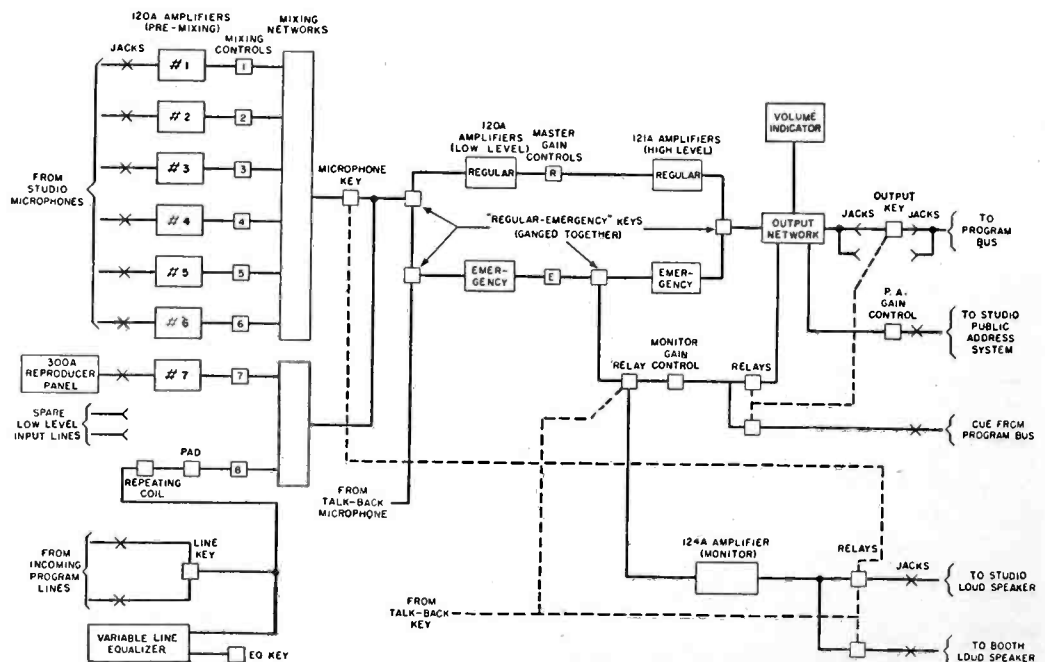 120A AMPLIFIERS
(PRE-MIXING)
MIXING
NETWORKS
JACKS
MIXING
CONTROLS
#1
1
#2
2
#3
3
#4
4
#5
5
#6
6
FROM
STUDIO
MICROPHONES
MICROPHONE
KEY
120A
AMPLIFIERS
(LOW LEVEL)
MASTER
GAIN
CONTROLS
121A AMPLIFIERS
(HIGH LEVEL)
REGULAR
R
REGULAR
"REGULAR-EMERGENCY" KEYS
(GANGED TOGETHER)
EMER-
GENCY
E
EMER-
GENCY
VOLUME
INDICATOR
OUTPUT
NETWORK
OUTPUT
KEY
JACKS
JACKS
TO
PROGRAM
BUS
P. A.
GAIN
CONTROL
TO STUDIO
PUBLIC
ADDRESS
SYSTEM
300A
REPRODUCER
PANEL
#7
7
RELAY
MONITOR
GAIN
CONTROL
RELAYS
CUE FROM
PROGRAM BUS
SPARE
LOW LEVEL
INPUT LINES
PAD
8
REPEATING
COIL
FROM
TALK-BACK
MICROPHONE
FROM
INCOMING
PROGRAM
LINES
LINE
KEY
124A AMPLIFIER
(MONITOR)
RELAYS
JACKS
TO STUDIO
LOUD SPEAKER
FROM
TALK-BACK
KEY
VARIABLE LINE
EQUALIZER
EQ KEY
TO BOOTH
LOUD SPEAKER